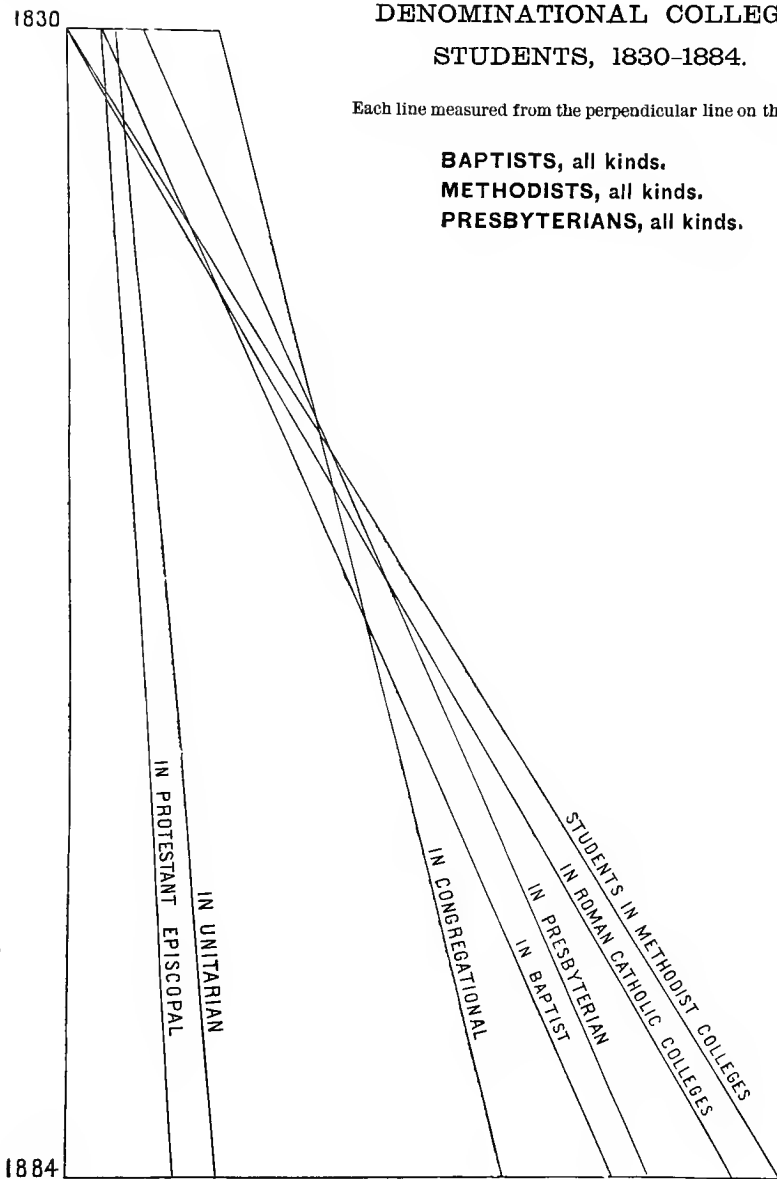 1830
DENOMINATIONAL COLLEG
STUDENTS, 1830–1884.
Each line measured from the perpendicular line on th
BAPTISTS, all kinds.
METHODISTS, all kinds.
PRESBYTERIANS, all kinds.
IN PROTESTANT EPISCOPAL
IN UNITARIAN
IN CONGREGATIONAL
IN BAPTIST
IN PRESBYTERIAN
IN ROMAN CATHOLIC COLLEGES
STUDENTS IN METHODIST COLLEGES
1884